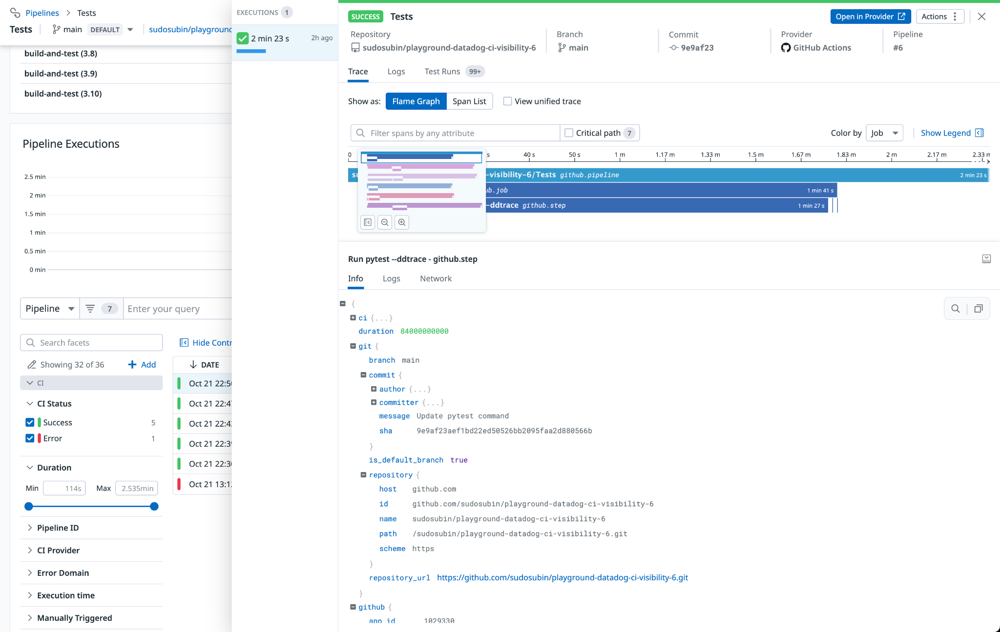 Pipelines > Tests
Tests main DEFAULT sudosubin/playground
build-and-test (3.8)
build-and-test (3.9)
build-and-test (3.10)
Pipeline Executions
2.5 min
2 min
1.5 min
1 min
0.5 min
0 min
Pipeline 7 Enter your query
Search facets
Hide Contr
Showing 32 of 36 + Add
DATE
CI
Oct 21 22:5
CI Status
Oct 21 22:4
Success 5
Oct 21 22:4
Error 1
Oct 21 22:3
Oct 21 22:3
Duration
Oct 21 13:1
Min 114s Max 2.535min
Pipeline ID
CI Provider
Error Domain
Execution time
Manually Triggered
EXECUTIONS 1
2 min 23 s 2h ago
SUCCESS Tests
Open in Provider Actions
Repository Branch Commit Provider Pipeline
sudosubin/playground-datadog-ci-visibility-6 main 9e9af23 GitHub Actions #6
Trace Logs Test Runs 99+
Show as: Flame Graph Span List View unified trace
Filter spans by any attribute Critical path 7 Color by Job Show Legend
0 s 40 s 50 s 1 m 1.17 m 1.33 m 1.5 m 1.67 m 1.83 m 2 m 2.17 m 2.33 m
su -visibility-6/Tests github.pipeline 2 min 23 s
ub.job 1 min 41 s
-ddtrace github.step 1 min 27 s
Run pytest --ddtrace - github.step
Info Logs Network
{
ci {...}
duration 84000000000
git {
branch main
commit {
author {...}
committer {...}
message Update pytest command
sha 9e9af23aef1bd22ed50526bb2095faa2d880566b
}
is_default_branch true
repository {
host github.com
id github.com/sudosubin/playground-datadog-ci-visibility-6
name sudosubin/playground-datadog-ci-visibility-6
path /sudosubin/playground-datadog-ci-visibility-6.git
scheme https
}
repository_url https://github.com/sudosubin/playground-datadog-ci-visibility-6.git
}
github {
app_id 1029330